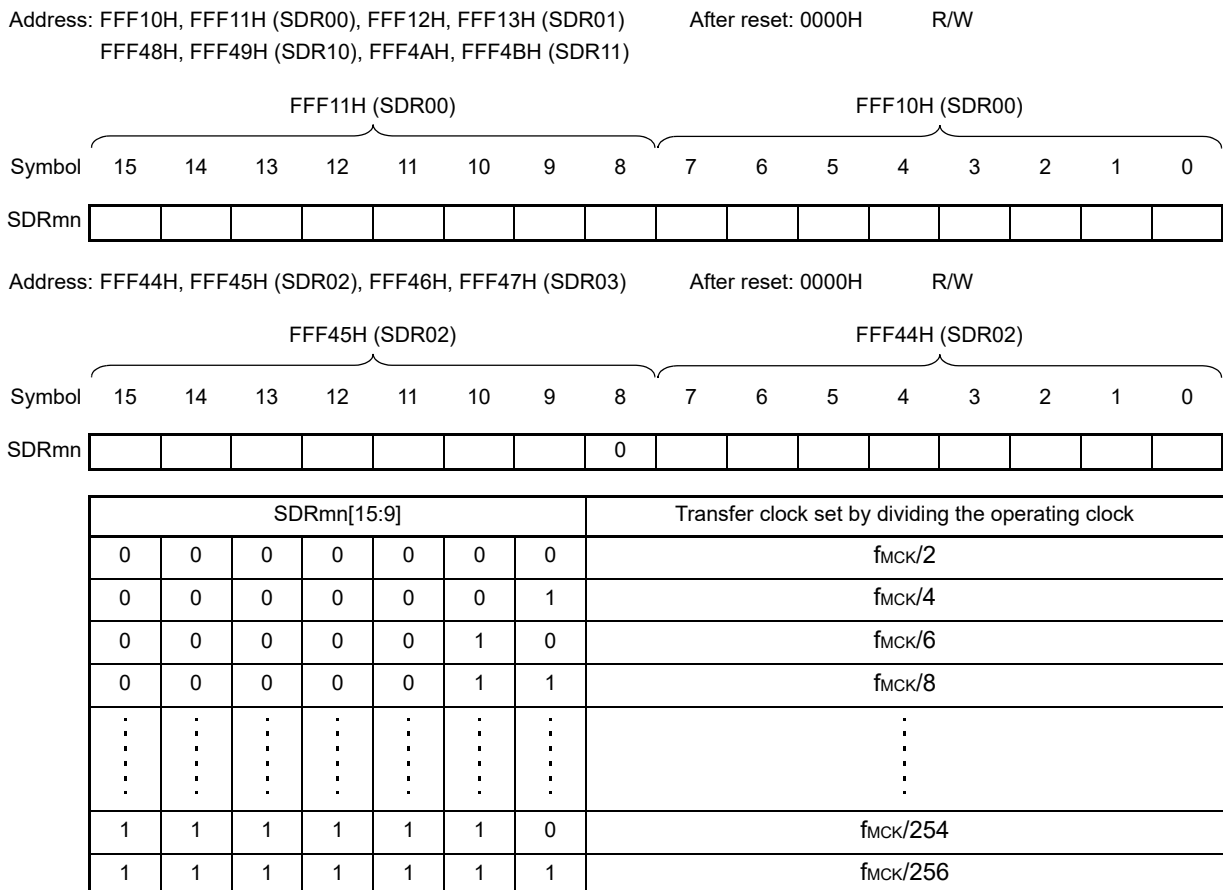 Address: FFF10H, FFF11H (SDR00), FFF12H, FFF13H (SDR01) After reset: 0000H R/W
FFF48H, FFF49H (SDR10), FFF4AH, FFF4BH (SDR11)
FFF11H (SDR00) FFF10H (SDR00)
Symbol 15 14 13 12 11 10 9 8 7 6 5 4 3 2 1 0
SDRmn
Address: FFF44H, FFF45H (SDR02), FFF46H, FFF47H (SDR03) After reset: 0000H R/W
FFF45H (SDR02) FFF44H (SDR02)
Symbol 15 14 13 12 11 10 9 8 7 6 5 4 3 2 1 0
SDRmn 0
SDRmn[15:9] Transfer clock set by dividing the operating clock
0 0 0 0 0 0 0 fMCK/2
0 0 0 0 0 0 1 fMCK/4
0 0 0 0 0 1 0 fMCK/6
0 0 0 0 0 1 1 fMCK/8
1 1 1 1 1 1 0 fMCK/254
1 1 1 1 1 1 1 fMCK/256